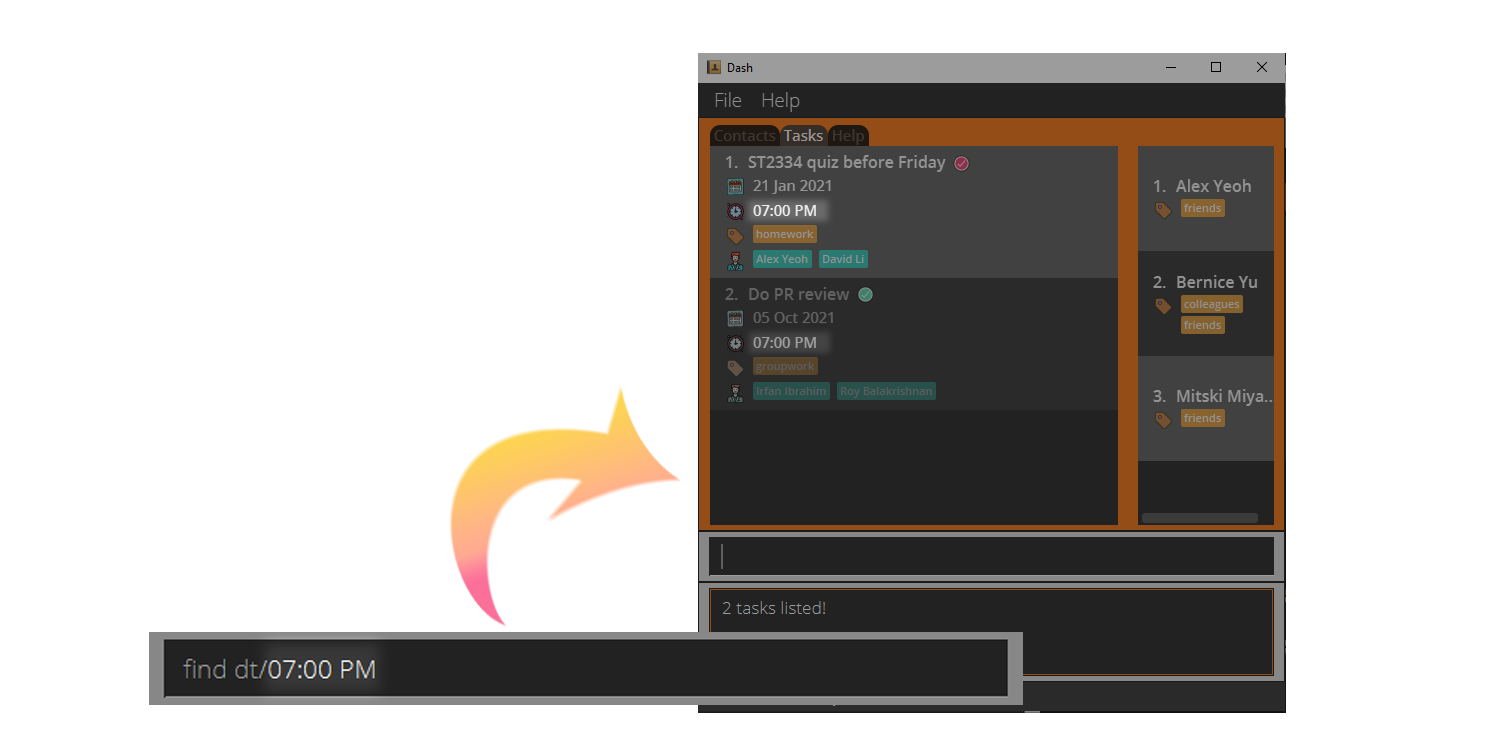 Dash
File Help
Contacts Tasks Help
1. ST2334 quiz before Friday
21 Jan 2021
07:00 PM
homework
Alex Yeoh David Li
2. Do PR review
05 Oct 2021
07:00 PM
groupwork
Irfan Ibrahim Roy Balakrishnan
1. Alex Yeoh
friends
2. Bernice Yu
colleagues
friends
3. Mitski Miya..
friends
2 tasks listed!
find dt/07:00 PM